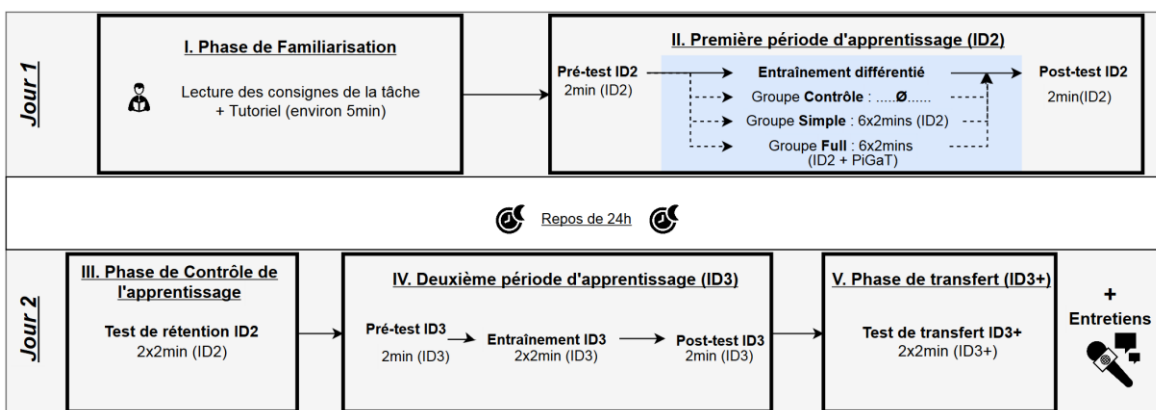 Jour 1
I. Phase de Familiarisation
Lecture des consignes de la tâche
+ Tutoriel (environ 5min)
II. Première période d'apprentissage (ID2)
Pré-test ID2
2min (ID2)
Entraînement différentié
Groupe Contrôle : .....Ø......
Groupe Simple : 6x2mins (ID2)
Groupe Full : 6x2mins
(ID2 + PiGaT)
Post-test ID2
2min(ID2)
Repos de 24h
Jour 2
III. Phase de Contrôle de
l'apprentissage
Test de rétention ID2
2x2min (ID2)
IV. Deuxième période d'apprentissage (ID3)
Pré-test ID3
2min (ID3)
Entraînement ID3
2x2min (ID3)
Post-test ID3
2min (ID3)
V. Phase de transfert (ID3+)
Test de transfert ID3+
2x2min (ID3+)
+
Entretiens